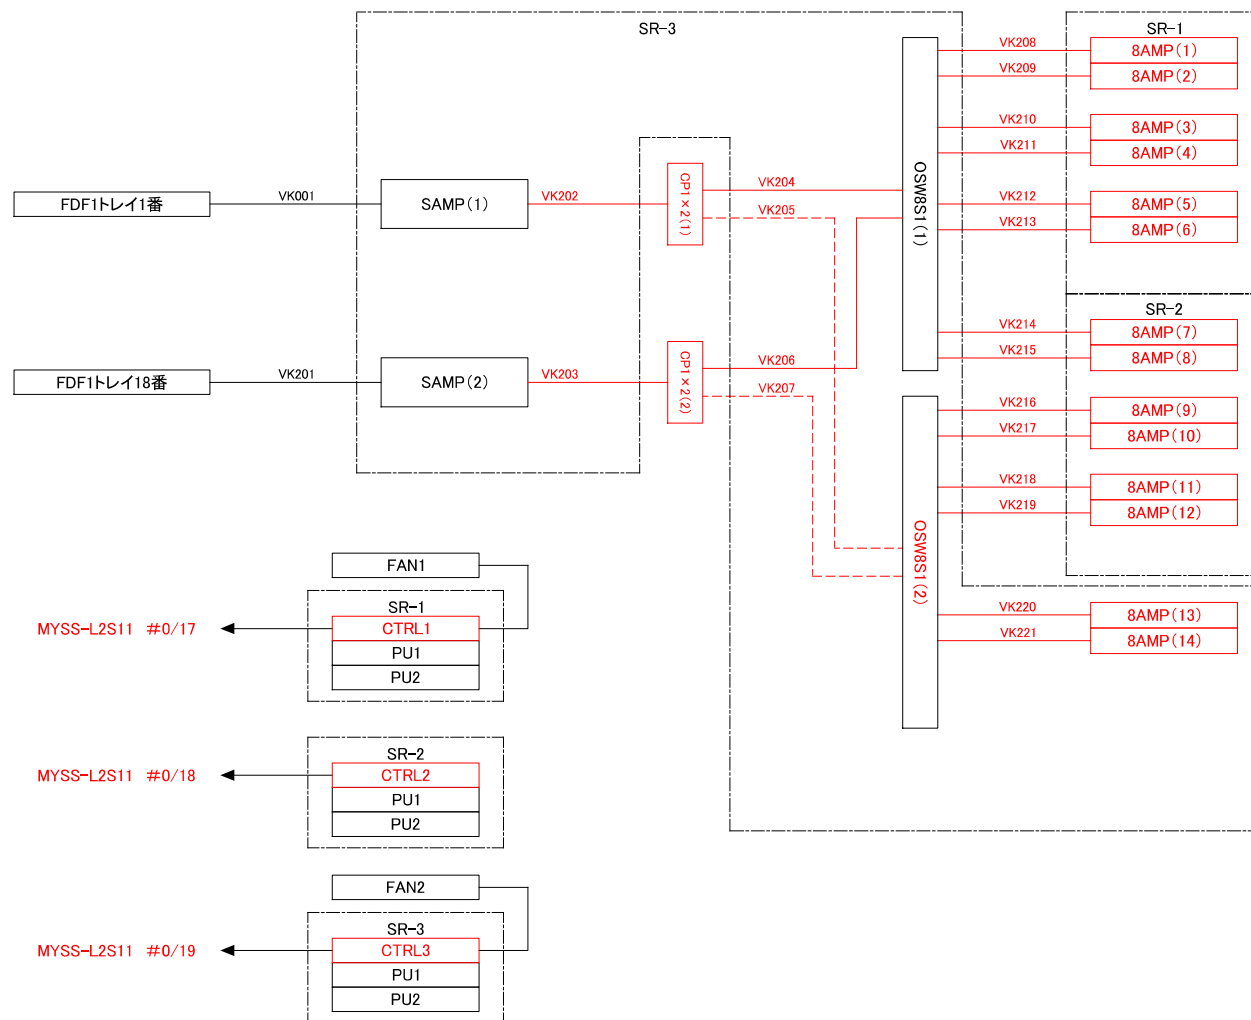 SR-3
SR-1
VK208
8AMP(1)
VK209
8AMP(2)
VK210
8AMP(3)
VK211
8AMP(4)
VK212
8AMP(5)
VK213
8AMP(6)
SR-2
VK214
8AMP(7)
VK215
8AMP(8)
VK216
8AMP(9)
VK217
8AMP(10)
VK218
8AMP(11)
VK219
8AMP(12)
VK220
8AMP(13)
VK221
8AMP(14)
OSW8S1(1)
OSW8S1(2)
FDF1トレイ1番
VK001
SAMP(1)
VK202
CP1×2(1)
VK204
VK205
FDF1トレイ18番
VK201
SAMP(2)
VK203
CP1×2(2)
VK206
VK207
FAN1
SR-1
MYSS-L2S11 #0/17
CTRL1
PU1
PU2
SR-2
MYSS-L2S11 #0/18
CTRL2
PU1
PU2
FAN2
SR-3
MYSS-L2S11 #0/19
CTRL3
PU1
PU2